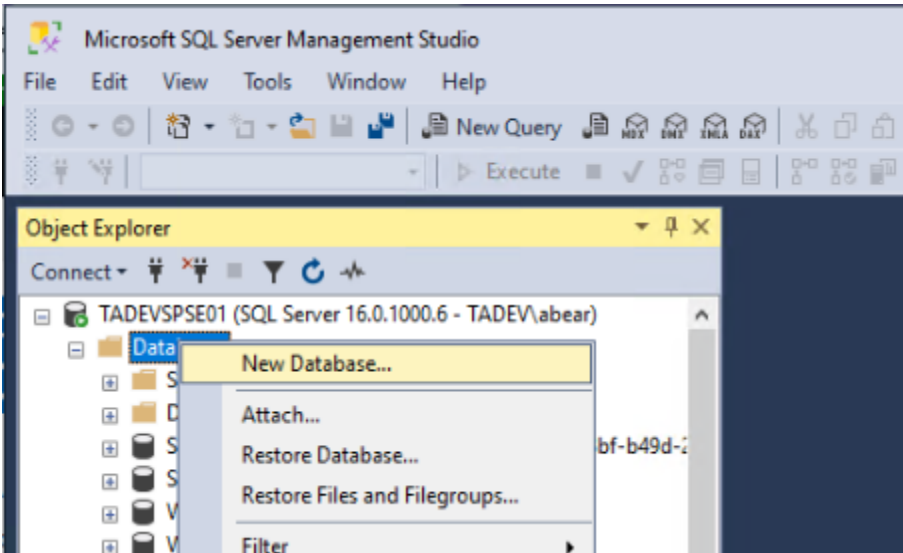 Microsoft SQL Server Management Studio
File Edit View Tools Window Help
New Query MDX DMX XMLA DAX
Execute
Object Explorer
Connect
TADEVSPSE01 (SQL Server 16.0.1000.6 - TADEV\abear)
Data
New Database...
S
D
Attach...
S
Restore Database...
bf-b49d-
S
Restore Files and Filegroups...
W
W
Filter